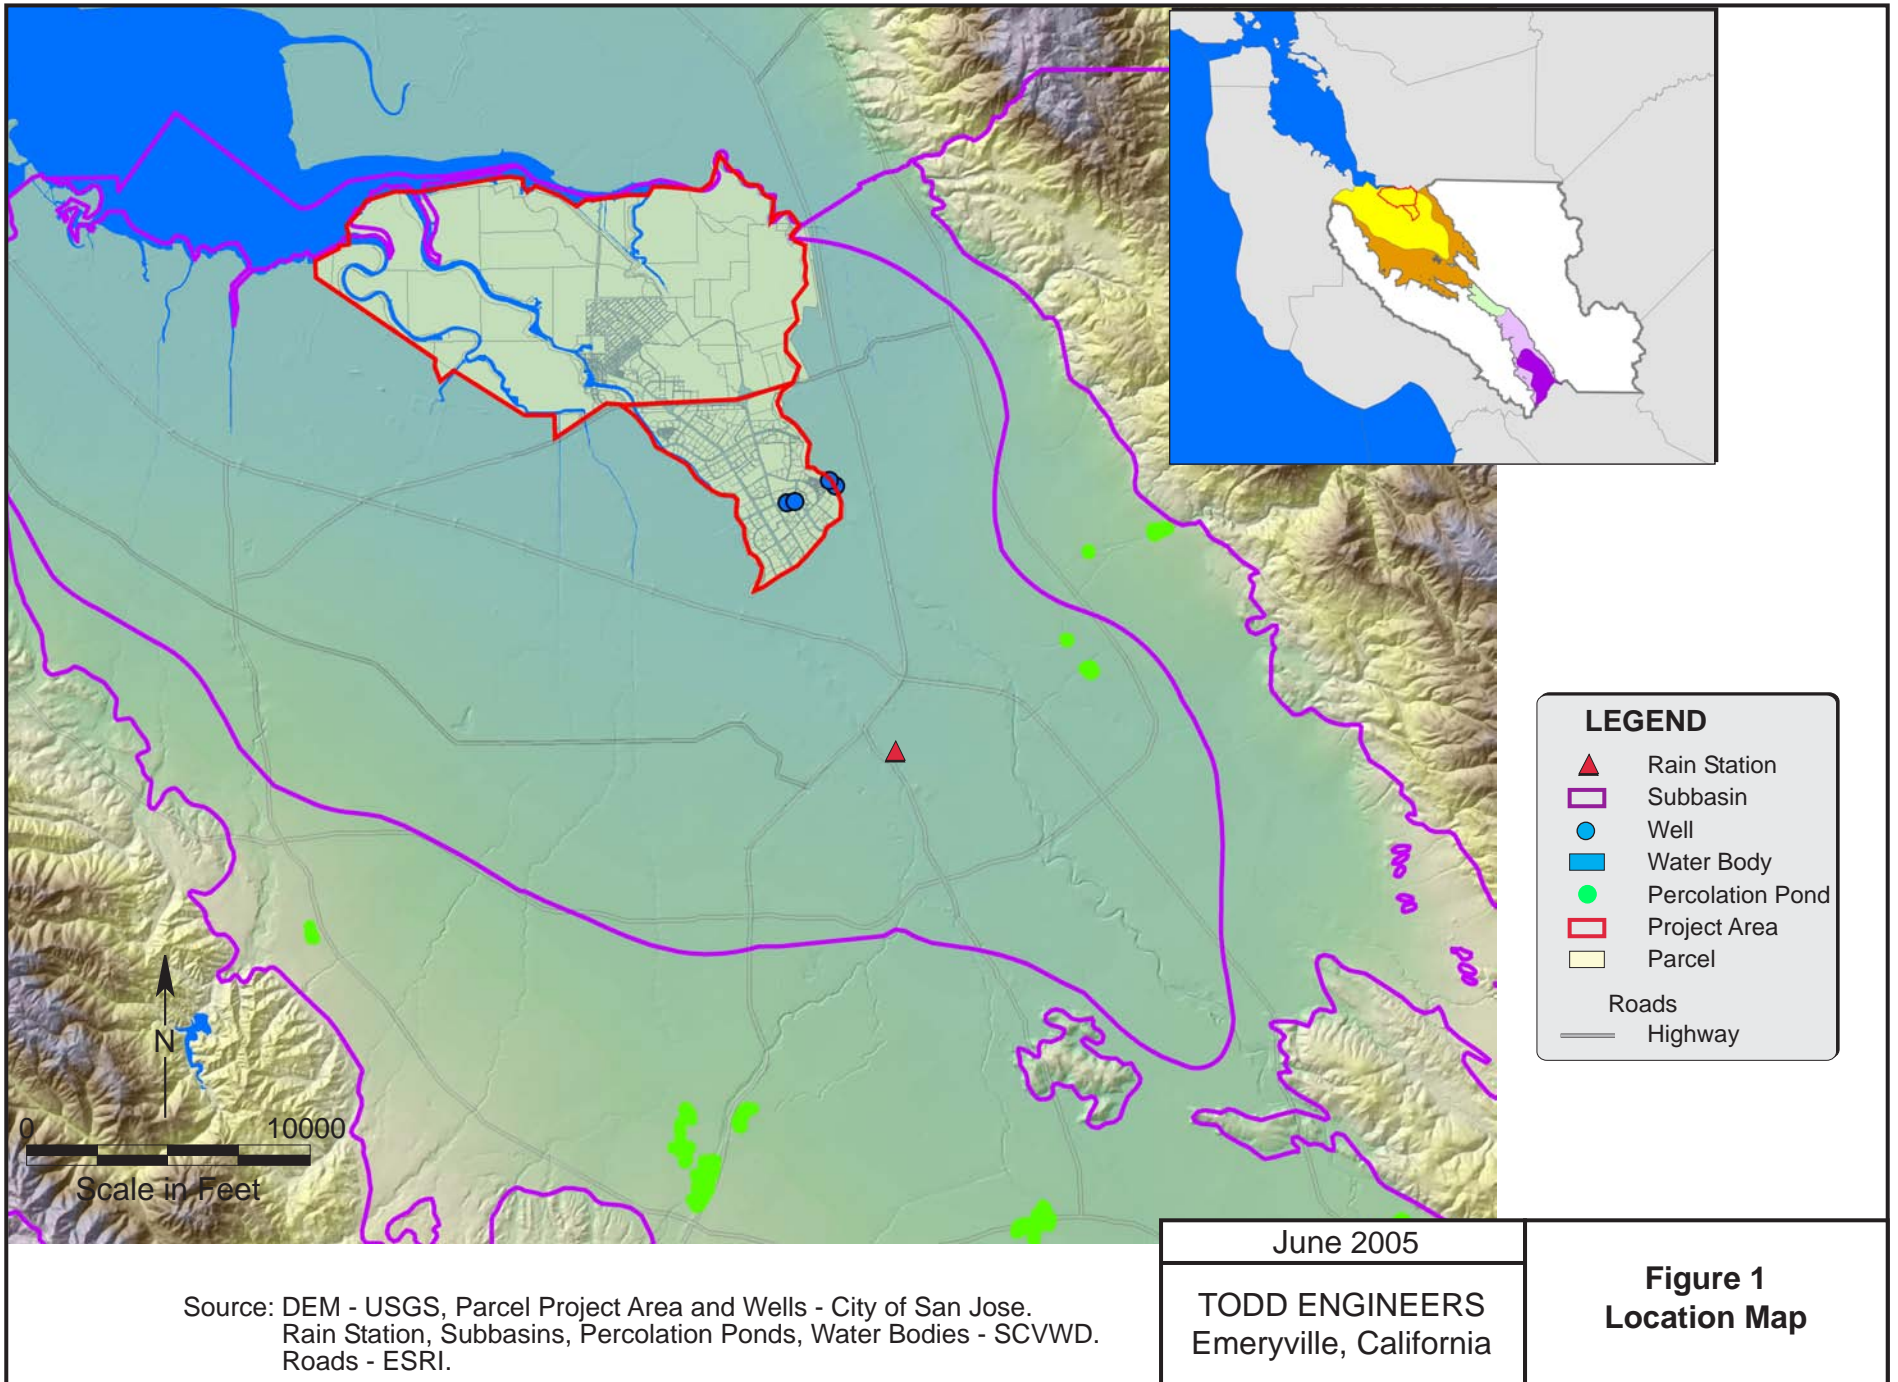 LEGEND
Rain Station
Subbasin
Well
Water Body
Percolation Pond
Project Area
Parcel
Roads
Highway
N
0 10000
Scale in Feet
June 2005
TODD ENGINEERS
Emeryville, California
Figure 1
Location Map
Source: DEM - USGS, Parcel Project Area and Wells - City of San Jose.
Rain Station, Subbasins, Percolation Ponds, Water Bodies - SCVWD.
Roads - ESRI.